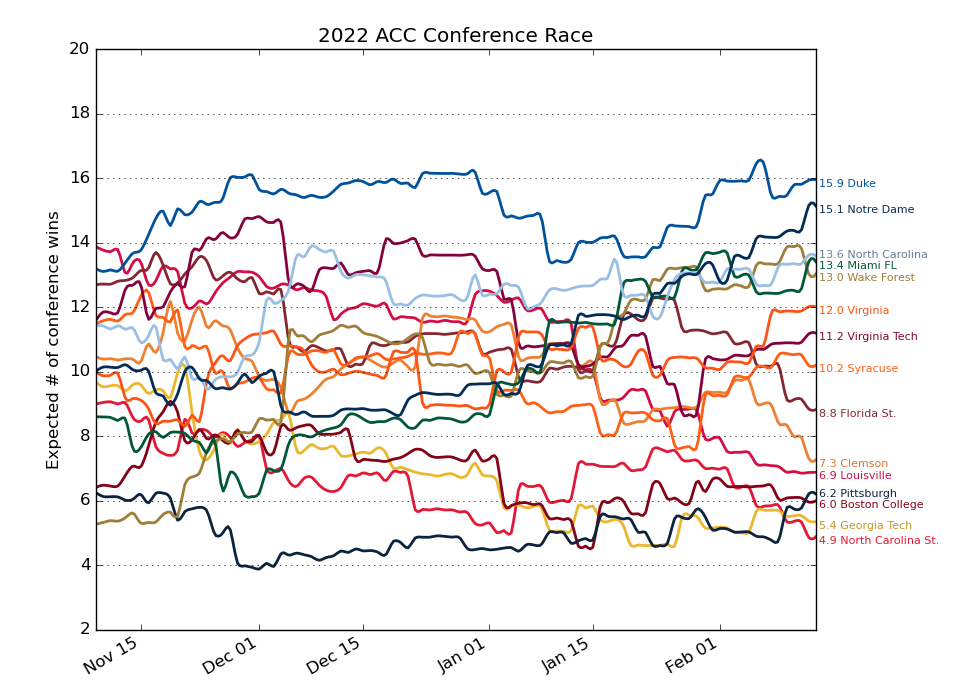 2022 ACC Conference Race
Expected # of conference wins
20
18
16
14
12
10
8
6
4
2
Nov 15
Dec 01
Dec 15
Jan 01
Jan 15
Feb 01
15.9 Duke
15.1 Notre Dame
13.6 North Carolina
13.4 Miami FL
13.0 Wake Forest
12.0 Virginia
11.2 Virginia Tech
10.2 Syracuse
8.8 Florida St.
7.3 Clemson
6.9 Louisville
6.2 Pittsburgh
6.0 Boston College
5.4 Georgia Tech
4.9 North Carolina St.